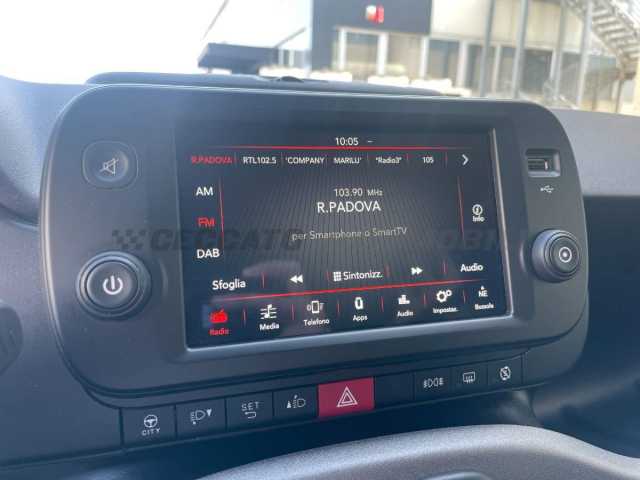 10:05 --
R.PADOVA RTL102.5 'COMPANY MARILU' "Radio3" 105
AM
103.90 MHz
R.PADOVA
FM
Info
per Smartphone o SmartTV
DAB
Sfoglia
Sintonizz.
Audio
Radio Media Telefono Apps Audio Impostaz. NE Bussola
CITY
SET
CECCATO